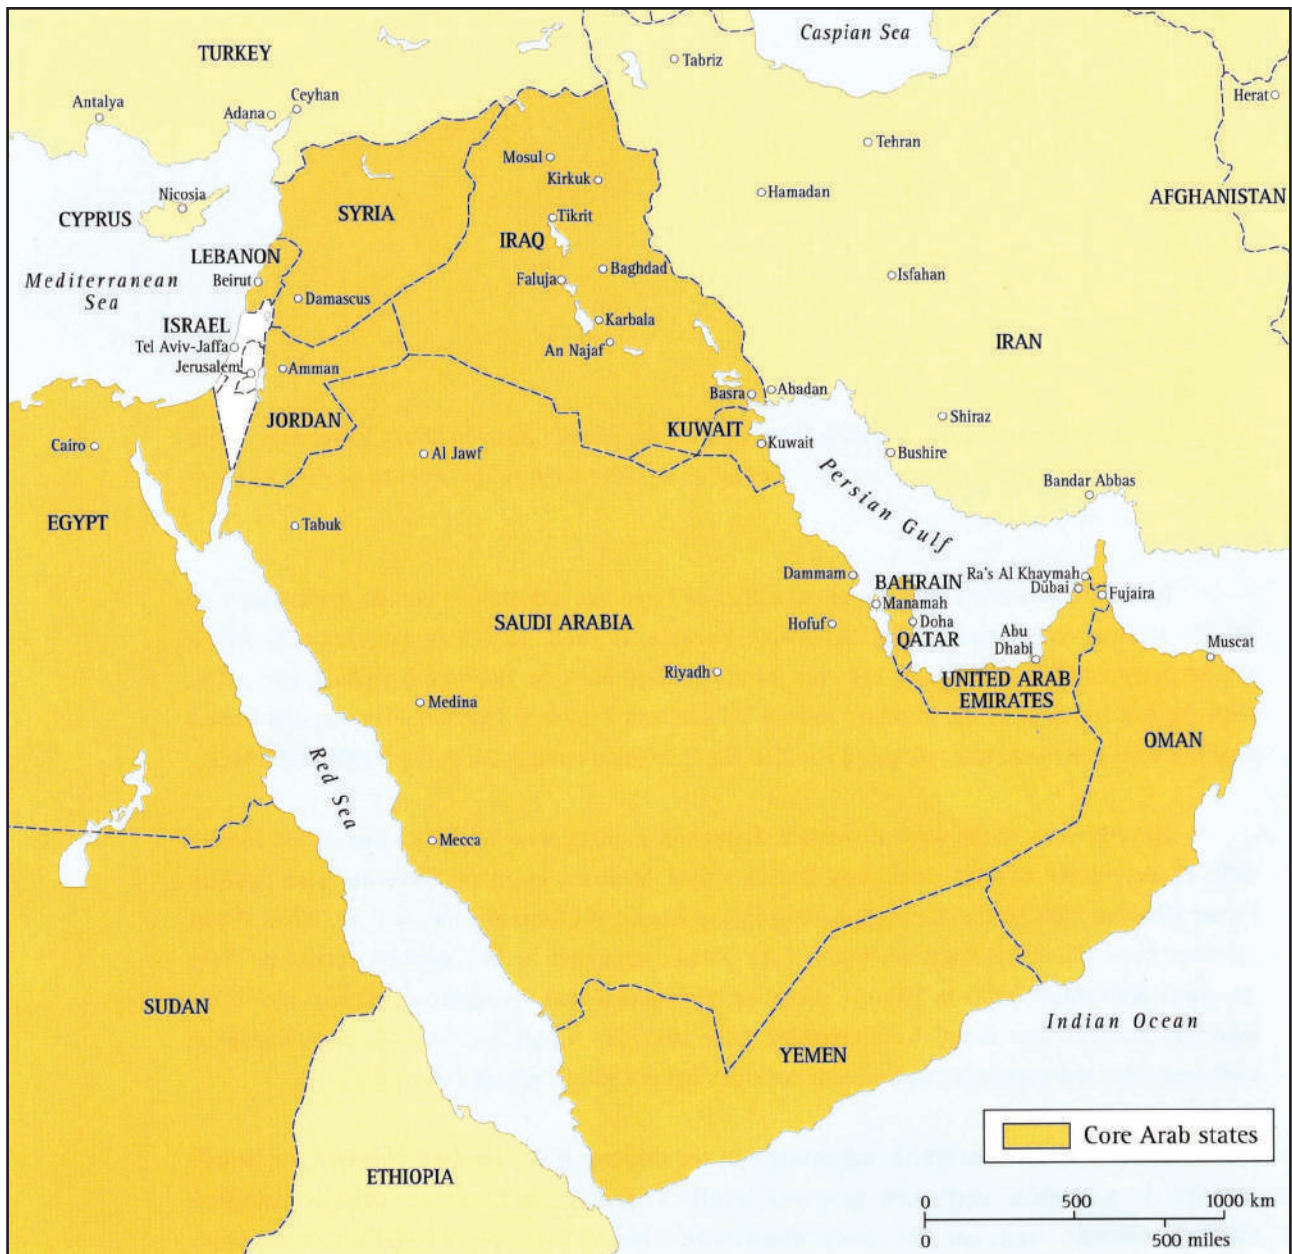 Caspian Sea
TURKEY
Tabriz
Antalya
Ceyhan
Adana
Herat
Tehran
Mosul
Kirkuk
Hamadan
Nicosia
AFGHANISTAN
CYPRUS
SYRIA
Tikrit
IRAQ
LEBANON
Mediterranean
Sea
Beirut
Faluja
Baghdad
Isfahan
Damascus
ISRAEL
Karbala
Tel Aviv-Jaffa
An Najaf
IRAN
Jerusalem
Amman
Basra
Abadan
JORDAN
KUWAIT
Shiraz
Cairo
Al Jawf
Kuwait
Bushire
Persian Gulf
Bandar Abbas
EGYPT
Tabuk
Dammam
BAHRAIN
Ra's Al Khaymah
Dubai
Fujaira
Manamah
SAUDI ARABIA
Hofuf
Doha
QATAR
Abu
Dhabi
Muscat
Riyadh
UNITED ARAB
EMIRATES
Medina
OMAN
Red Sea
Mecca
SUDAN
Indian Ocean
YEMEN
Core Arab states
ETHIOPIA
0 500 1000 km
0 500 miles